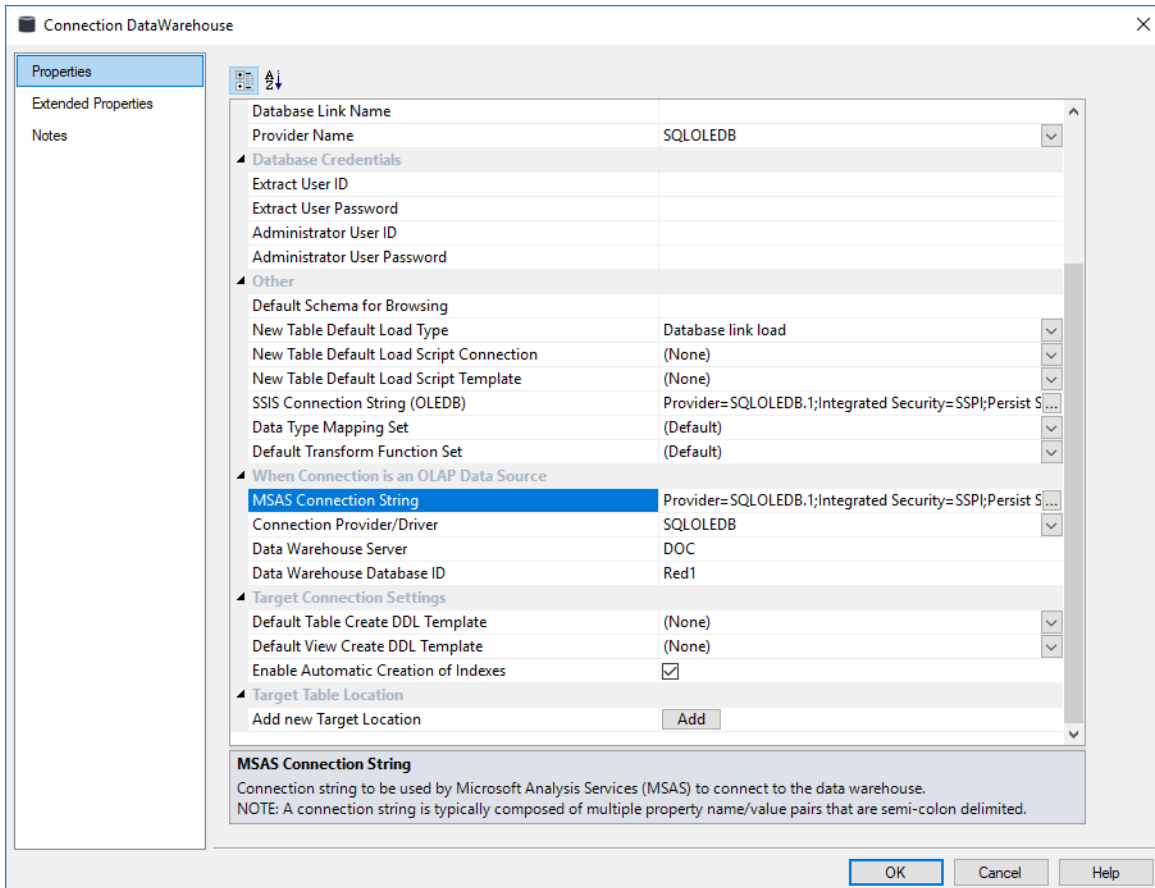 Connection DataWarehouse
Properties
Extended Properties
Notes
Database Link Name
Provider Name SQLOLEDB
Database Credentials
Extract User ID
Extract User Password
Administrator User ID
Administrator User Password
Other
Default Schema for Browsing
New Table Default Load Type Database link load
New Table Default Load Script Connection (None)
New Table Default Load Script Template (None)
SSIS Connection String (OLEDB) Provider=SQLOLEDB.1;Integrated Security=SSPI;Persist S...
Data Type Mapping Set (Default)
Default Transform Function Set (Default)
When Connection is an OLAP Data Source
MSAS Connection String Provider=SQLOLEDB.1;Integrated Security=SSPI;Persist S...
Connection Provider/Driver SQLOLEDB
Data Warehouse Server DOC
Data Warehouse Database ID Red1
Target Connection Settings
Default Table Create DDL Template (None)
Default View Create DDL Template (None)
Enable Automatic Creation of Indexes
Target Table Location
Add new Target Location Add
MSAS Connection String
Connection string to be used by Microsoft Analysis Services (MSAS) to connect to the data warehouse.
NOTE: A connection string is typically composed of multiple property name/value pairs that are semi-colon delimited.
OK Cancel Help